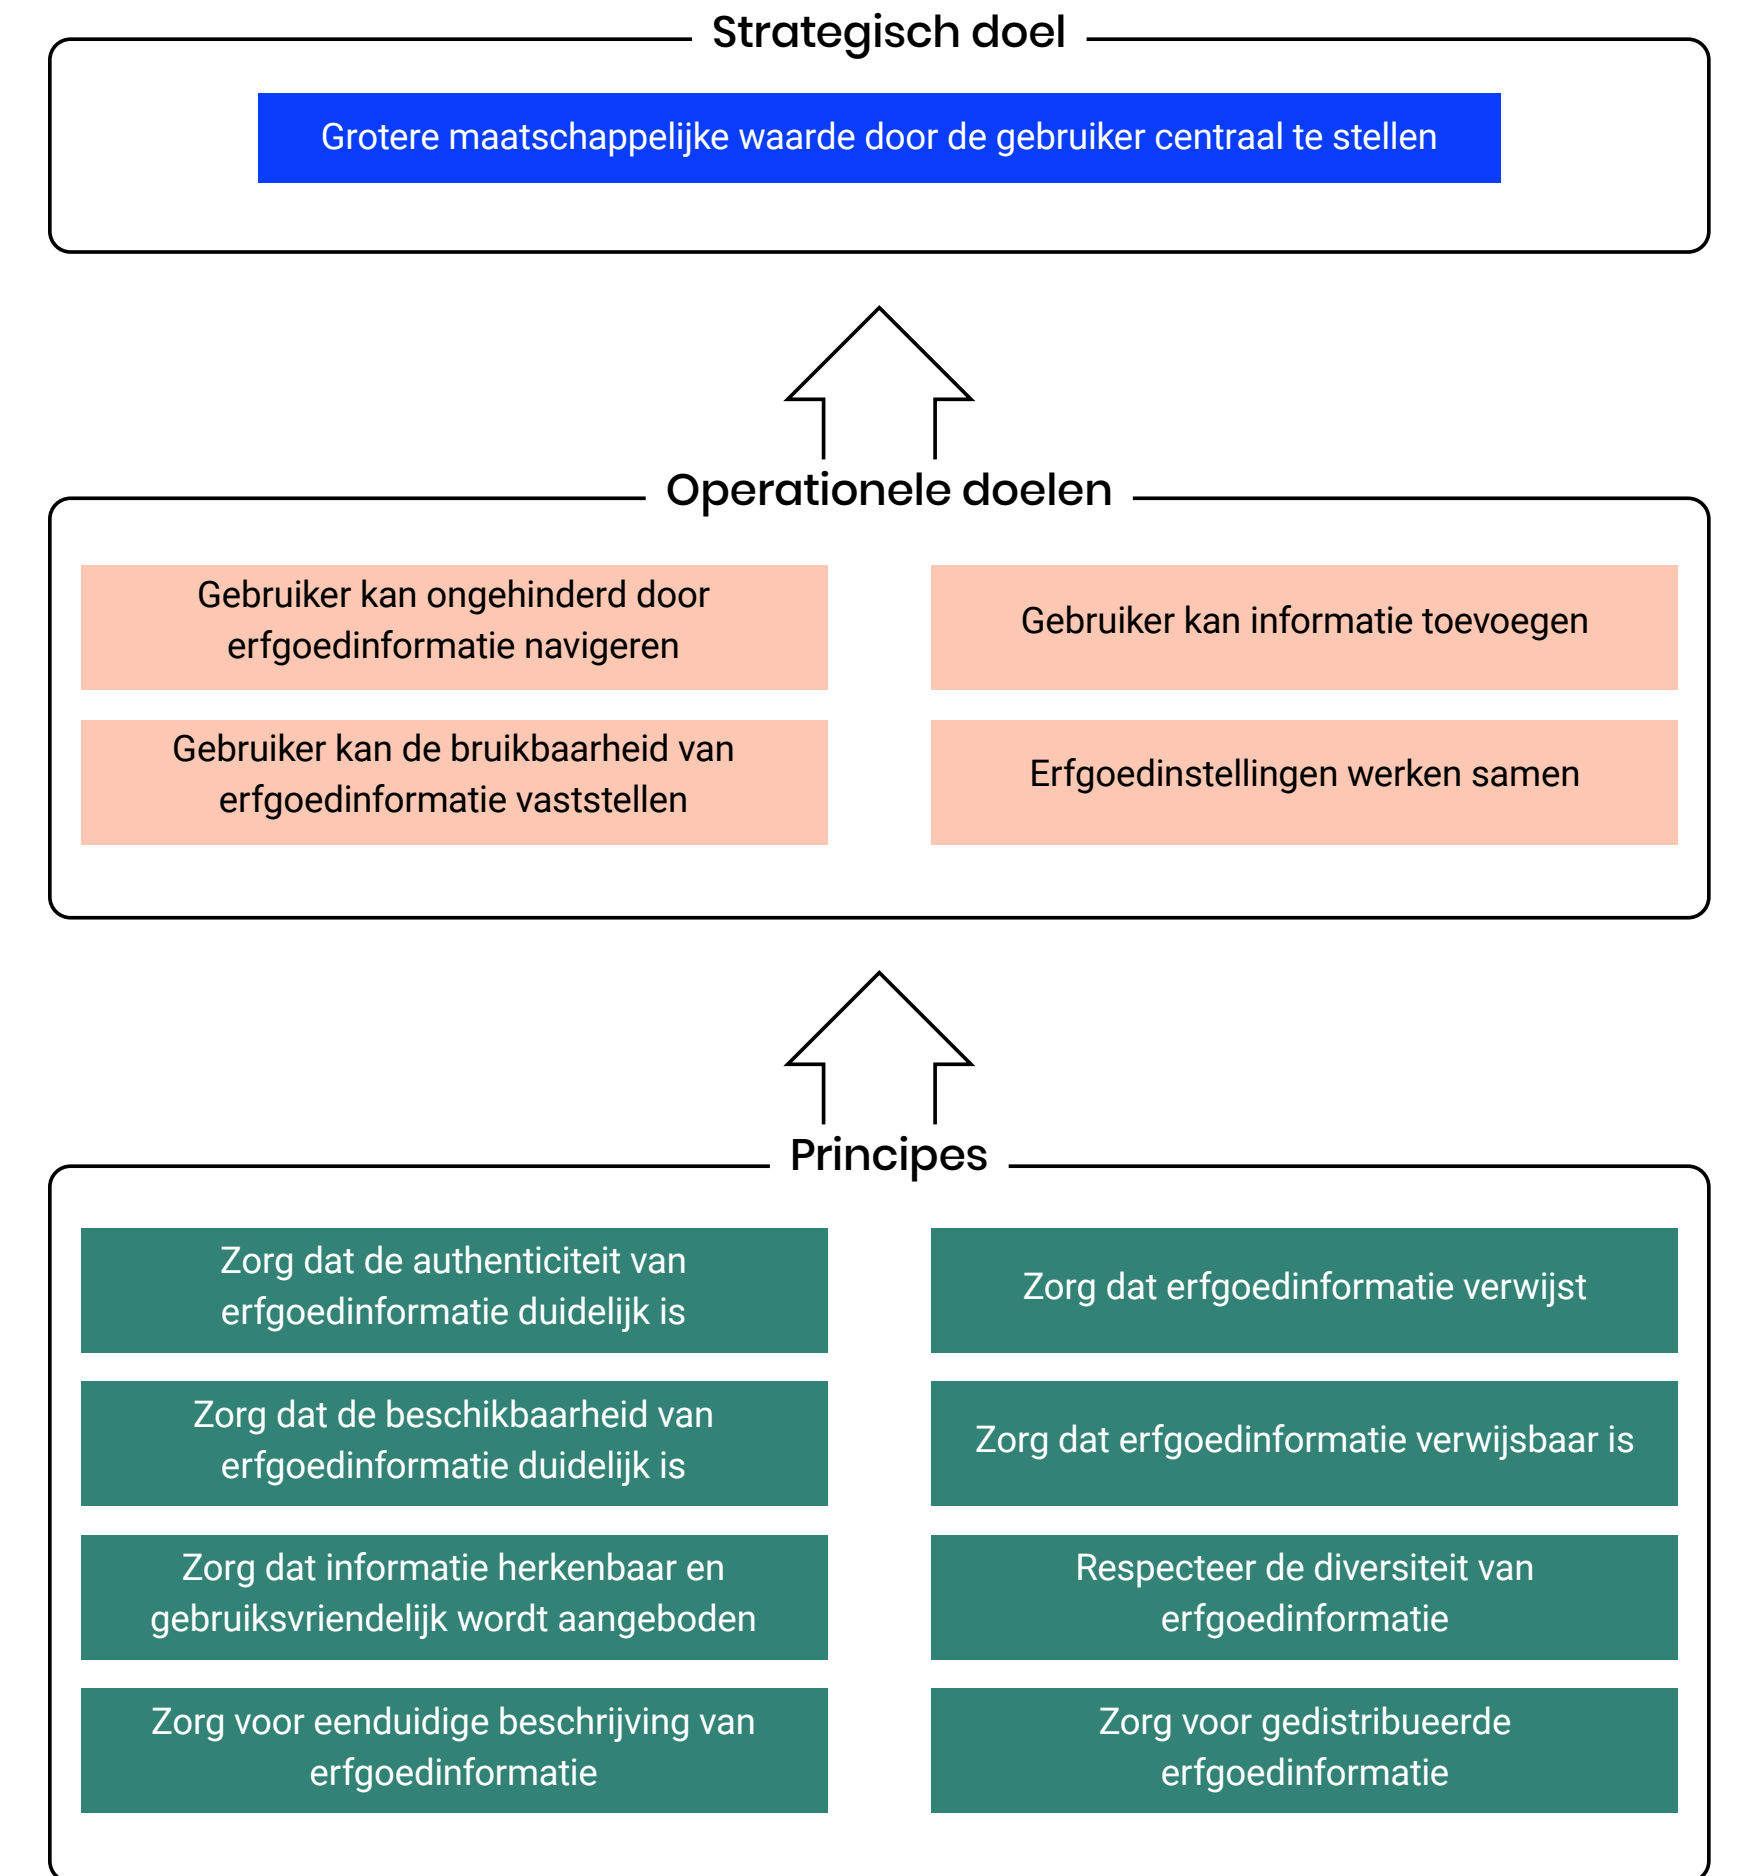 Strategisch doel
Grotere maatschappelijke waarde door de gebruiker centraal te stellen
Operationele doelen
Gebruiker kan ongehinderd door
erfgoedinformatie navigeren
Gebruiker kan informatie toevoegen
Gebruiker kan de bruikbaarheid van
erfgoedinformatie vaststellen
Erfgoedinstellingen werken samen
Principes
Zorg dat de authenticiteit van
erfgoedinformatie duidelijk is
Zorg dat erfgoedinformatie verwijst
Zorg dat de beschikbaarheid van
erfgoedinformatie duidelijk is
Zorg dat erfgoedinformatie verwijsbaar is
Zorg dat informatie herkenbaar en
gebruiksvriendelijk wordt aangeboden
Respecteer de diversiteit van
erfgoedinformatie
Zorg voor eenduidige beschrijving van
erfgoedinformatie
Zorg voor gedistribueerde
erfgoedinformatie